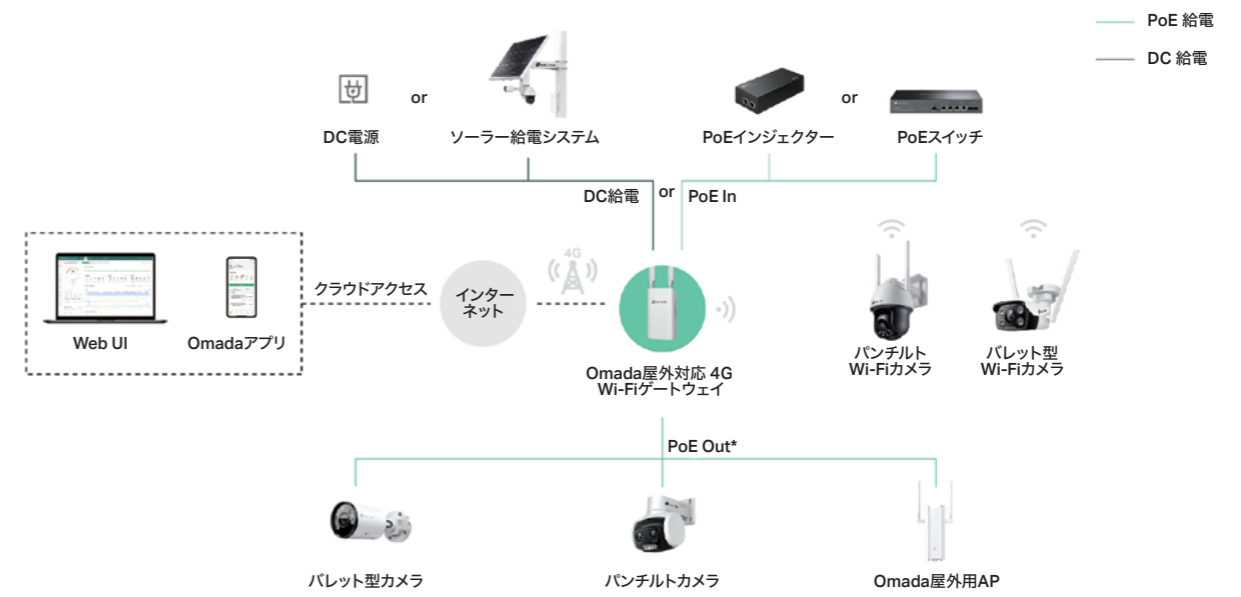 PoE 給電
DC 給電
or
or
DC電源
ソーラー給電システム
PoEインジェクター
PoEスイッチ
DC給電
or
PoE In
4G
クラウドアクセス
インター
ネット
Web UI
Omadaアプリ
Omada屋外対応 4G
Wi-Fiゲートウェイ
パンチルト
Wi-Fiカメラ
バレット型
Wi-Fiカメラ
PoE Out*
バレット型カメラ
パンチルトカメラ
Omada屋外用AP